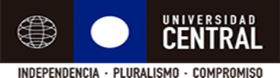 UNIVERSIDAD
CENTRAL
INDEPENDENCIA · PLURALISMO · COMPROMISO